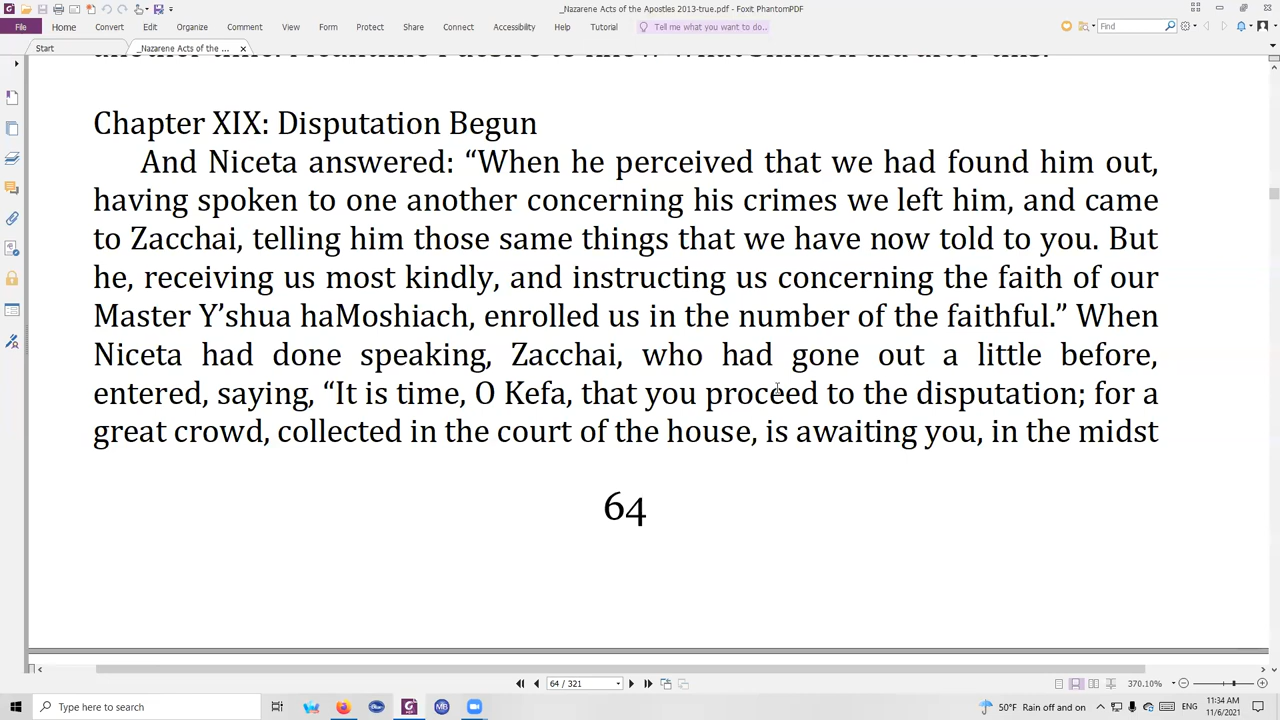 _Nazarene Acts of the Apostles 2013-true.pdf - Foxit PhantomPDF
File Home Convert Edit Organize Comment View Form Protect Share Connect Accessibility Help Tutorial Tell me what you want to do.. Find
Start _Nazarene Acts of the ...
Chapter XIX: Disputation Begun
And Niceta answered: “When he perceived that we had found him out,
having spoken to one another concerning his crimes we left him, and came
to Zacchai, telling him those same things that we have now told to you. But
he, receiving us most kindly, and instructing us concerning the faith of our
Master Y’shua haMoshiach, enrolled us in the number of the faithful.” When
Niceta had done speaking, Zacchai, who had gone out a little before,
entered, saying, “It is time, O Kefa, that you proceed to the disputation; for a
great crowd, collected in the court of the house, is awaiting you, in the midst
64
64 / 321 370.10%
Type here to search MB 50°F Rain off and on ENG 11:34 AM
11/6/2021